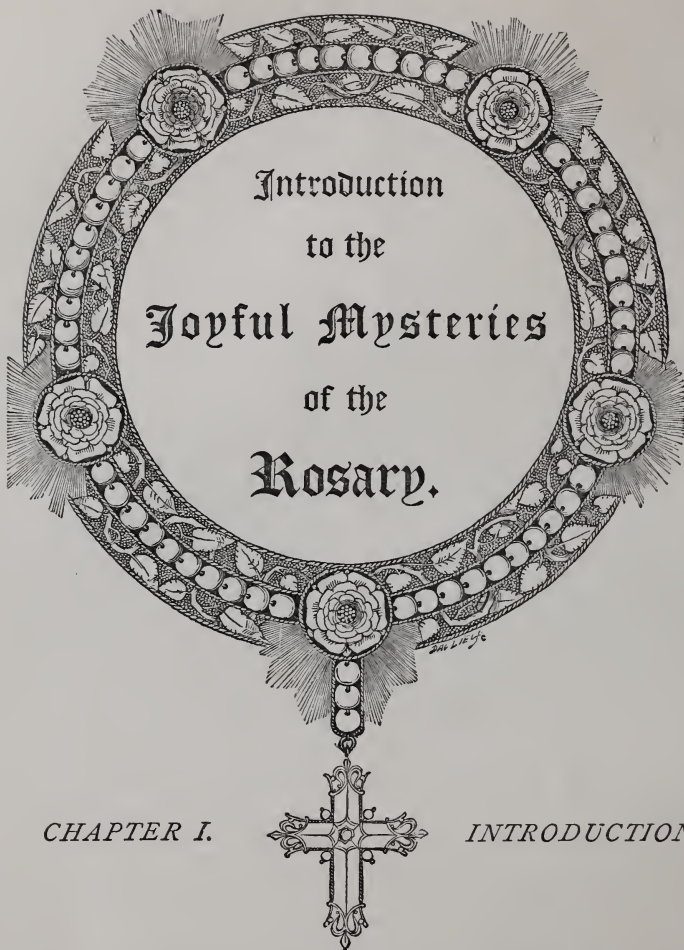 Introduction
to the
Joyful Mysteries
of the
Rosary.
CHAPTER I. INTRODUCTION